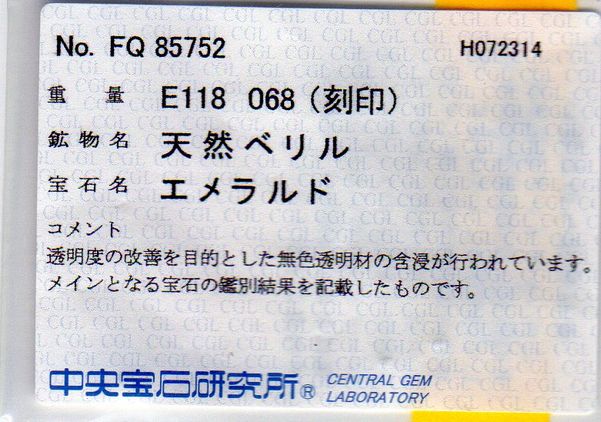 No. FQ 85752 H072314
重 量 E118 068（刻印）
鉱物名 天然ベリル
宝石名 エメラルド
コメント
透明度の改善を目的とした無色透明材の含浸が行われています。
メインとなる宝石の鑑別結果を記載したものです。
中央宝石研究所® CENTRAL GEM
LABORATORY